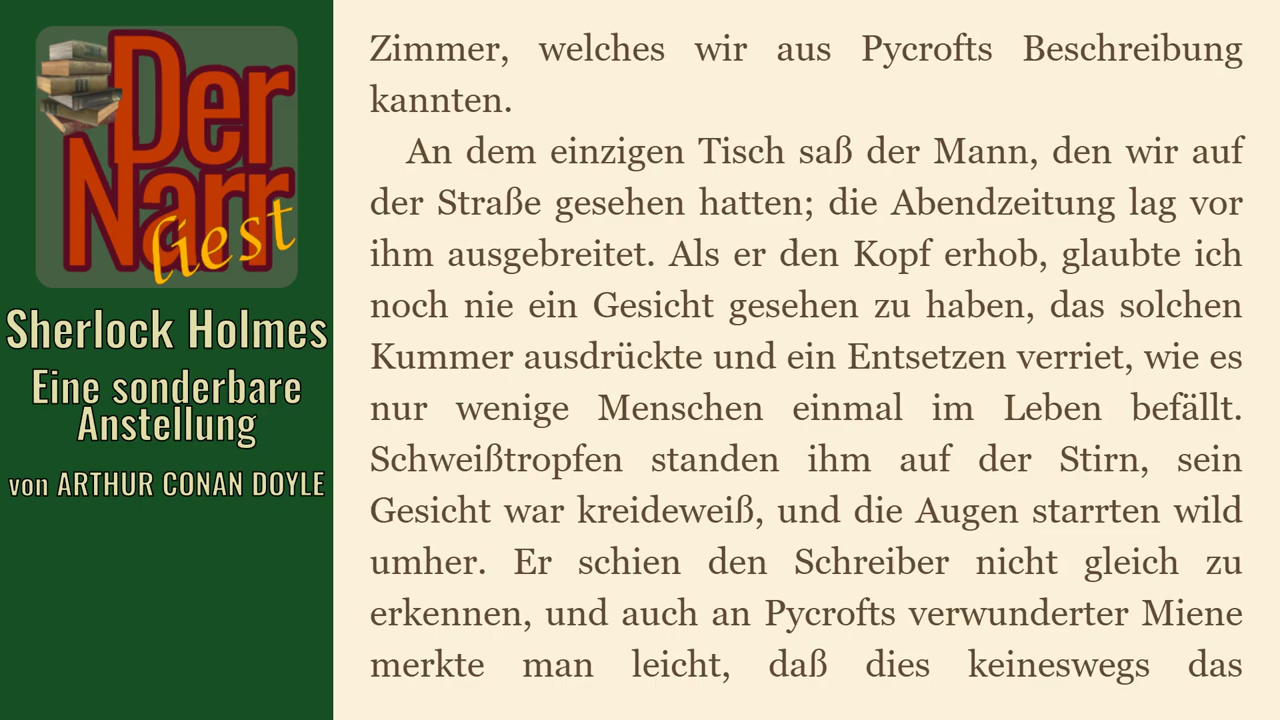 Der
Narr
liest
Sherlock Holmes
Eine sonderbare
Anstellung
von ARTHUR CONAN DOYLE
Zimmer, welches wir aus Pycrofts Beschreibung
kannten.
An dem einzigen Tisch saß der Mann, den wir auf
der Straße gesehen hatten; die Abendzeitung lag vor
ihm ausgebreitet. Als er den Kopf erhob, glaubte ich
noch nie ein Gesicht gesehen zu haben, das solchen
Kummer ausdrückte und ein Entsetzen verriet, wie es
nur wenige Menschen einmal im Leben befällt.
Schweißtropfen standen ihm auf der Stirn, sein
Gesicht war kreideweiß, und die Augen starrten wild
umher. Er schien den Schreiber nicht gleich zu
erkennen, und auch an Pycrofts verwunderter Miene
merkte man leicht, daß dies keineswegs das